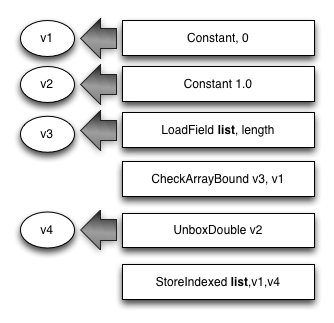 v1 Constant, 0
v2 Constant 1.0
v3 LoadField list, length
CheckArrayBound v3, v1
v4 UnboxDouble v2
StoreIndexed list,v1,v4